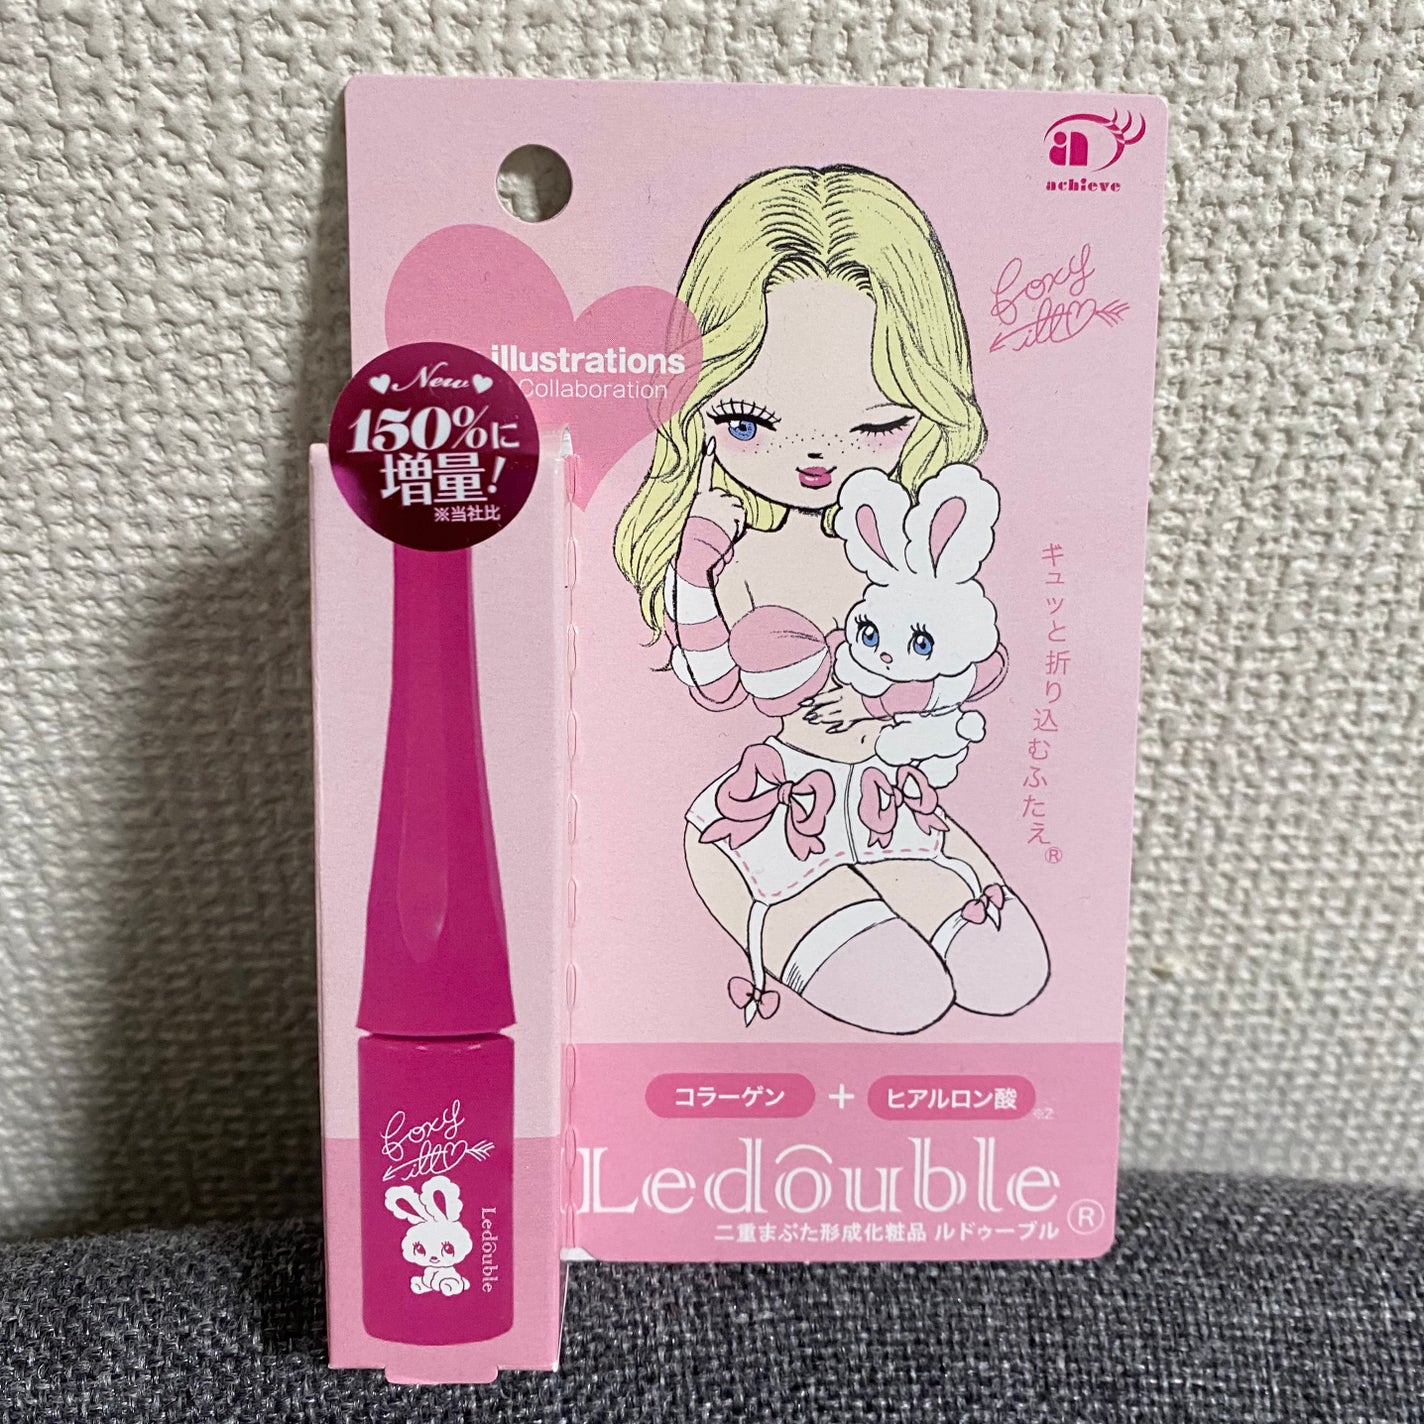 achieve
foxy
ill
illustrations
Collaboration
New
150%に
増量!
※当社比
ギュッと折り込むふたえ®
コラーゲン + ヒアルロン酸 ※2
Ledouble®
二重まぶた形成化粧品 ルドゥーブル
foxy
ill
Ledouble